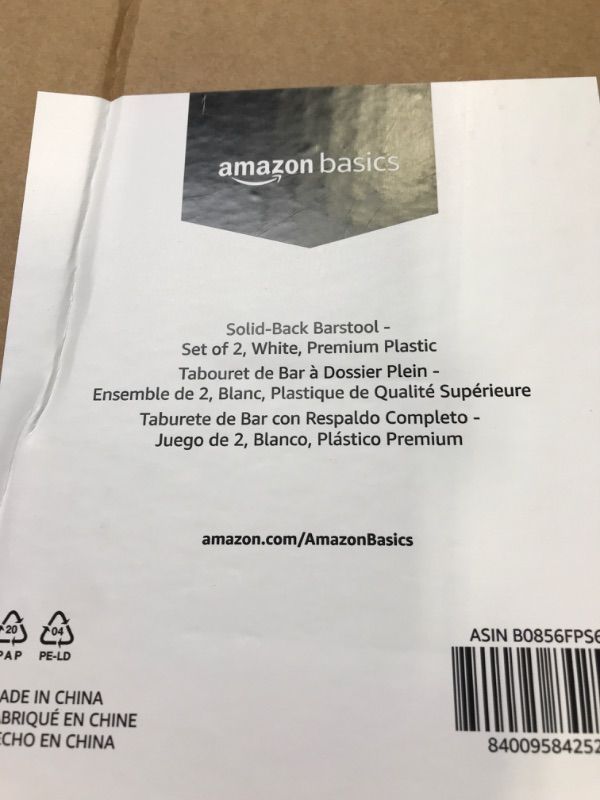 amazon basics
Solid-Back Barstool -
Set of 2, White, Premium Plastic
Tabouret de Bar à Dossier Plein -
Ensemble de 2, Blanc, Plastique de Qualité Supérieure
Taburete de Bar con Respaldo Completo -
Juego de 2, Blanco, Plástico Premium
amazon.com/AmazonBasics
20
04
PAP
PE-LD
ADE IN CHINA
BRIQUÉ EN CHINE
CHO EN CHINA
ASIN B0856FPS6
84009584252